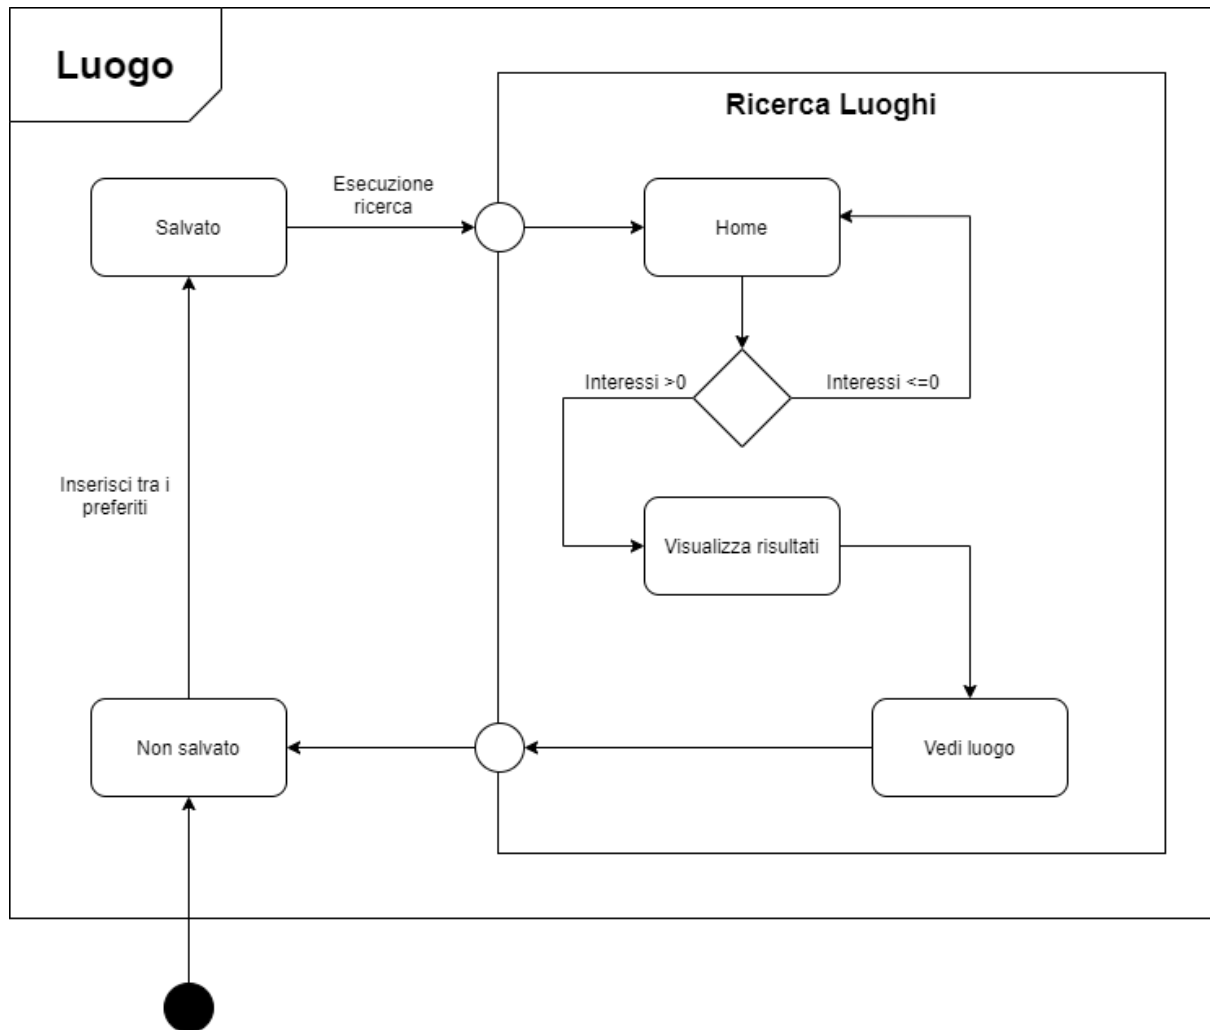 Luogo
Ricerca Luoghi
Salvato
Esecuzione
ricerca
Home
Interessi >0
Interessi <=0
Inserisci tra i
preferiti
Visualizza risultati
Non salvato
Vedi luogo